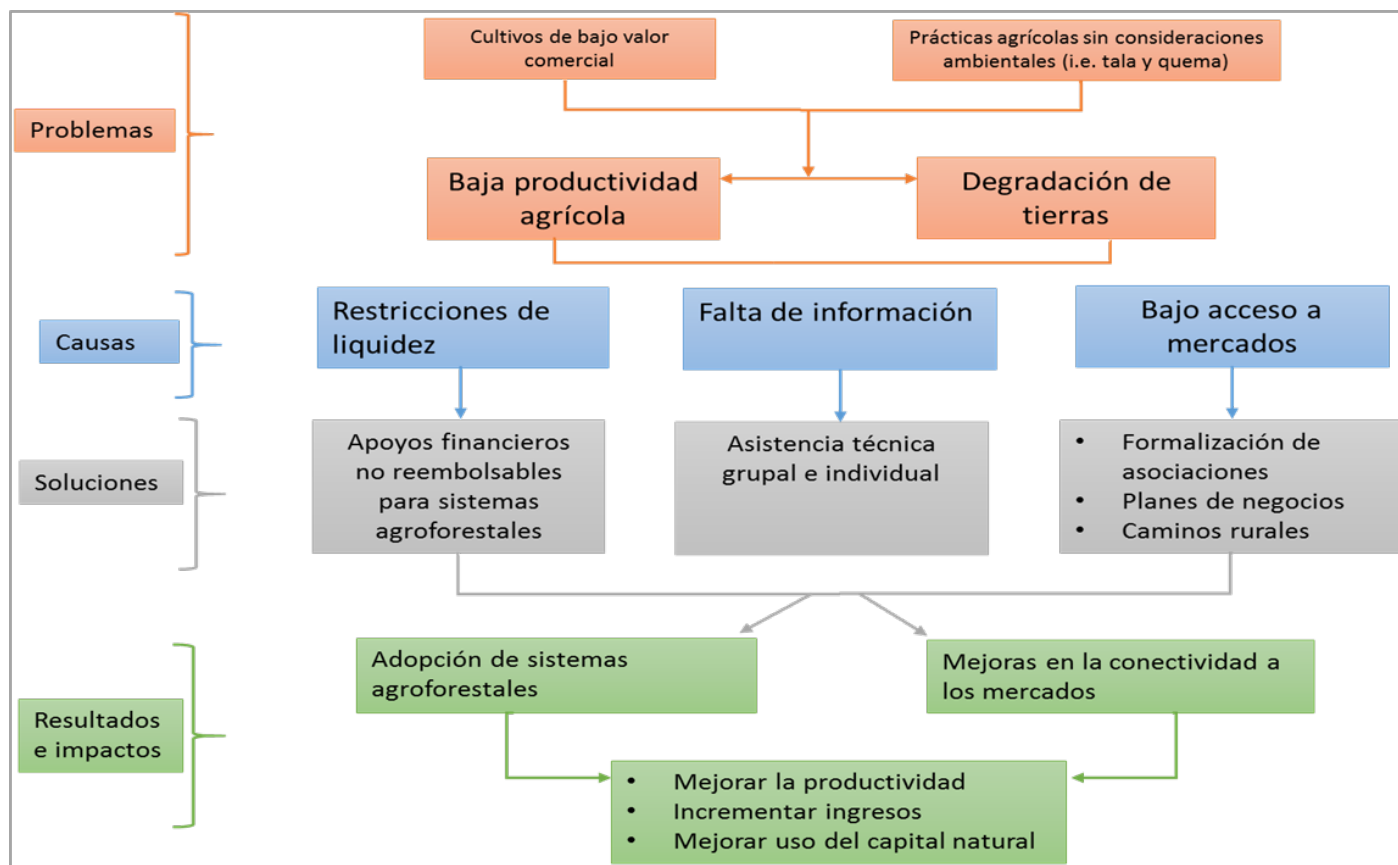 Cultivos de bajo valor
comercial
Prácticas agrícolas sin consideraciones
ambientales (i.e. tala y quema)
Problemas
Baja productividad
agrícola
Degradación de
tierras
Causas
Restricciones de
liquidez
Falta de información
Bajo acceso a
mercados
Soluciones
Apoyos financieros
no reembolsables
para sistemas
agroforestales
Asistencia técnica
grupal e individual
• Formalización de
asociaciones
• Planes de negocios
• Caminos rurales
Resultados
e impactos
Adopción de sistemas
agroforestales
Mejoras en la conectividad a
los mercados
• Mejorar la productividad
• Incrementar ingresos
• Mejorar uso del capital natural